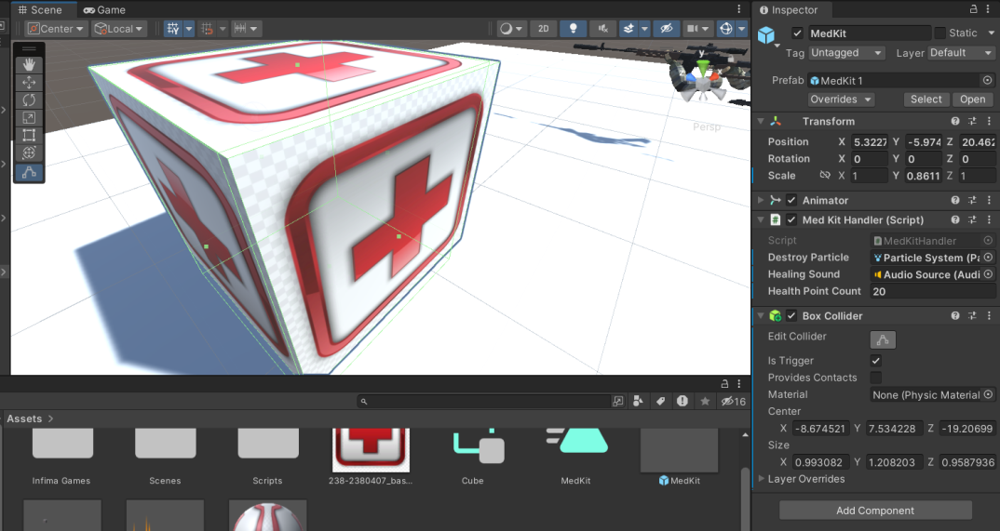 Scene
Game
Center
Local
2D
y
Persp
Assets
16
Infima Games
Scenes
Scripts
238-2380407_bas...
Cube
MedKit
MedKit
Inspector
MedKit
Static
Tag
Untagged
Layer
Default
Prefab
MedKit 1
Overrides
Select
Open
Transform
Position X 5.3227 Y -5.974 Z 20.462
Rotation X 0 Y 0 Z 0
Scale X 1 Y 0.8611 Z 1
Animator
Med Kit Handler (Script)
Script MedKitHandler
Destroy Particle Particle System (Pa
Healing Sound Audio Source (Audi
Health Point Count 20
Box Collider
Edit Collider
Is Trigger
Provides Contacts
Material None (Physic Material
Center
X -8.674521 Y 7.534228 Z -19.20699
Size
X 0.993082 Y 1.208203 Z 0.9587936
Layer Overrides
Add Component